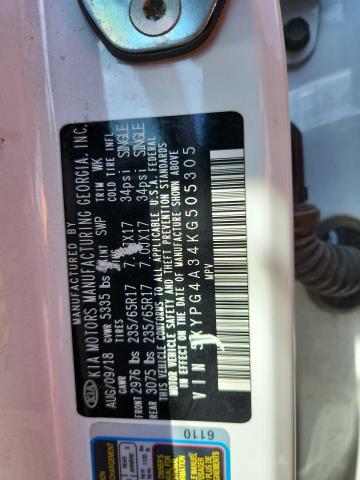 KIA MANUFACTURED BY
KIA MOTORS MANUFACTURING GEORGIA, INC.
AUG/09/18 PAINT SWP TRIM WK
GVWR 5335 lbs
GAWR TIRES RIMS COLD TIRE INFL.
FRONT 2976 lbs 235/65R17 7.0JX17 34psi SINGLE
REAR 3075 lbs 235/65R17 7.0JX17 34psi SINGLE
THIS VEHICLE CONFORMS TO ALL APPLICABLE U.S.A. FEDERAL
MOTOR VEHICLE SAFETY AND THEFT PREVENTION STANDARDS
IN EFFECT ON THE DATE OF MANUFACTURE SHOWN ABOVE
VIN 5XYPG4A34KG505305
MPV
6110